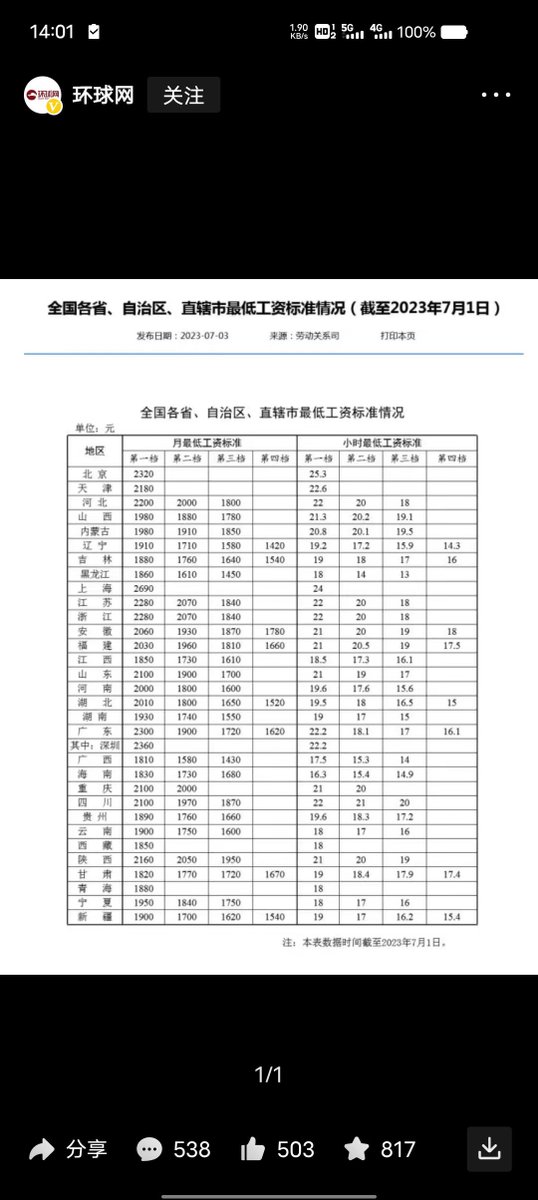 14:01
1.90 KB/s HD 1 2 5G 4G 100%
环球网 关注
全国各省、自治区、直辖市最低工资标准情况（截至2023年7月1日）
发布日期：2023-07-03 来源：劳动关系司 打印本页
全国各省、自治区、直辖市最低工资标准情况
单位：元
地区 月最低工资标准 小时最低工资标准
第一档 第二档 第三档 第四档 第一档 第二档 第三档 第四档
北 京 2320 25.3
天 津 2180 22.6
河 北 2200 2000 1800 22 20 18
山 西 1980 1880 1780 21.3 20.2 19.1
内蒙古 1980 1910 1850 20.8 20.1 19.5
辽 宁 1910 1710 1580 1420 19.2 17.2 15.9 14.3
吉 林 1880 1760 1640 1540 19 18 17 16
黑龙江 1860 1610 1450 18 14 13
上 海 2690 24
江 苏 2280 2070 1840 22 20 18
浙 江 2280 2070 1840 22 20 18
安 徽 2060 1930 1870 1780 21 20 19 18
福 建 2030 1960 1810 1660 21 20.5 19 17.5
江 西 1850 1730 1610 18.5 17.3 16.1
山 东 2100 1900 1700 21 19 17
河 南 2000 1800 1600 19.6 17.6 15.6
湖 北 2010 1800 1650 1520 19.5 18 16.5 15
湖 南 1930 1740 1550 19 17 15
广 东 2300 1900 1720 1620 22.2 18.1 17 16.1
其中：深圳 2360 22.2
广 西 1810 1580 1430 17.5 15.3 14
海 南 1830 1730 1680 16.3 15.4 14.9
重 庆 2100 2000 21 20
四 川 2100 1970 1870 22 21 20
贵 州 1890 1760 1660 19.6 18.3 17.2
云 南 1900 1750 1600 18 17 16
西 藏 1850 18
陕 西 2160 2050 1950 21 20 19
甘 肃 1820 1770 1720 1670 19 18.4 17.9 17.4
青 海 1880 18
宁 夏 1950 1840 1750 18 17 16
新 疆 1900 1700 1620 1540 19 17 16.2 15.4
注：本表数据时间截至2023年7月1日。
1/1
分享 538 503 817